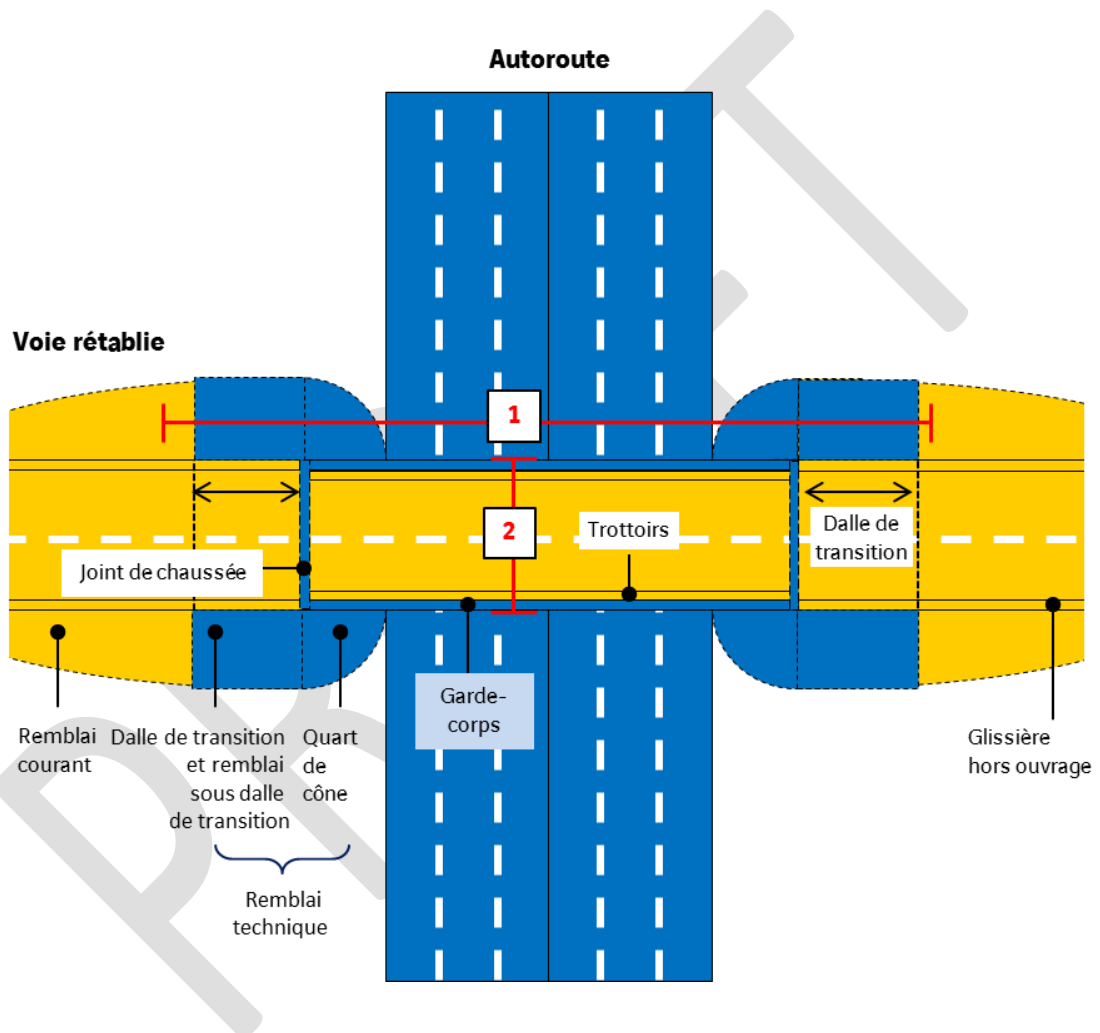 Autoroute
Voie rétablie
1
2
Trottoirs
Dalle de
transition
Joint de chaussée
Garde-
corps
Remblai
courant
Dalle de transition
et remblai
sous dalle
de transition
Quart
de
cône
Glissière
hors ouvrage
Remblai
technique
PROJET